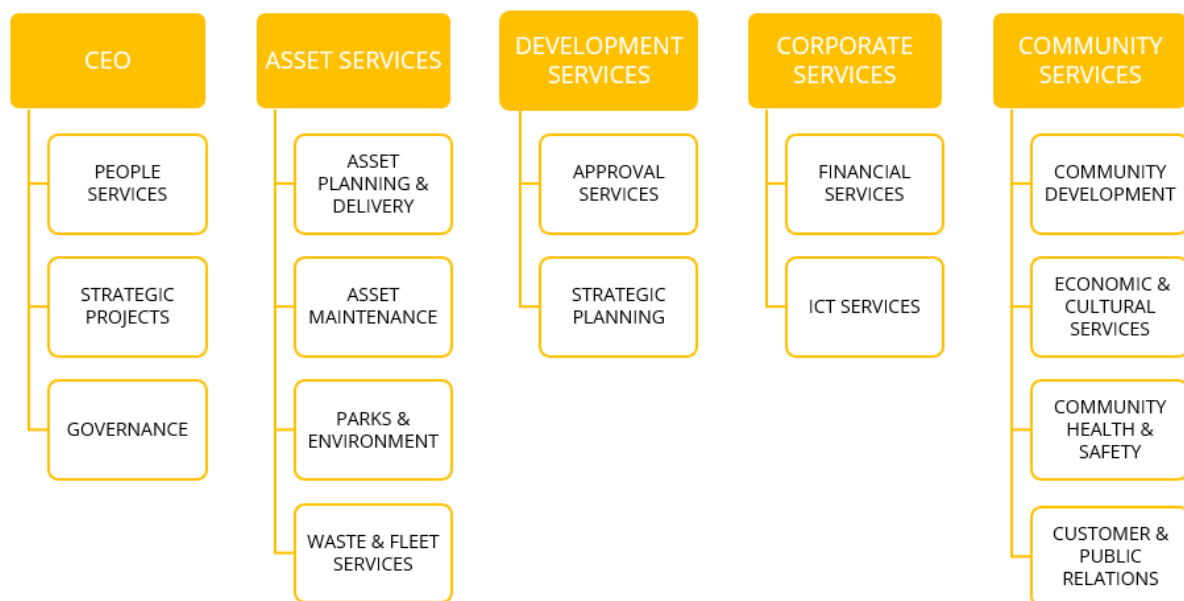 CEO
PEOPLE
SERVICES
STRATEGIC
PROJECTS
GOVERNANCE
ASSET SERVICES
ASSET
PLANNING &
DELIVERY
ASSET
MAINTENANCE
PARKS &
ENVIRONMENT
WASTE & FLEET
SERVICES
DEVELOPMENT
SERVICES
APPROVAL
SERVICES
STRATEGIC
PLANNING
CORPORATE
SERVICES
FINANCIAL
SERVICES
ICT SERVICES
COMMUNITY
SERVICES
COMMUNITY
DEVELOPMENT
ECONOMIC &
CULTURAL
SERVICES
COMMUNITY
HEALTH &
SAFETY
CUSTOMER &
PUBLIC
RELATIONS